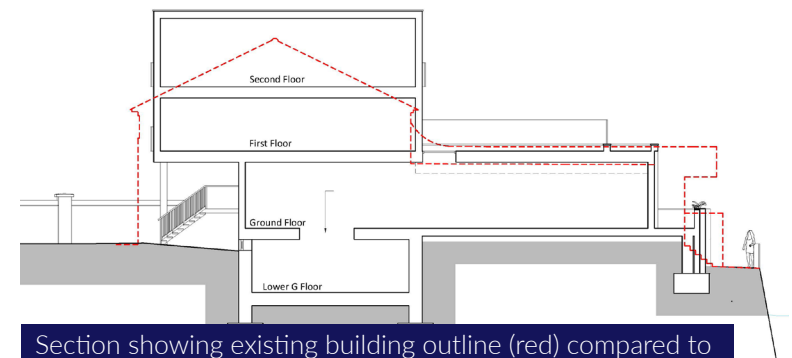 Second Floor
First Floor
Ground Floor
Lower G Floor
Section showing existing building outline (red) compared to